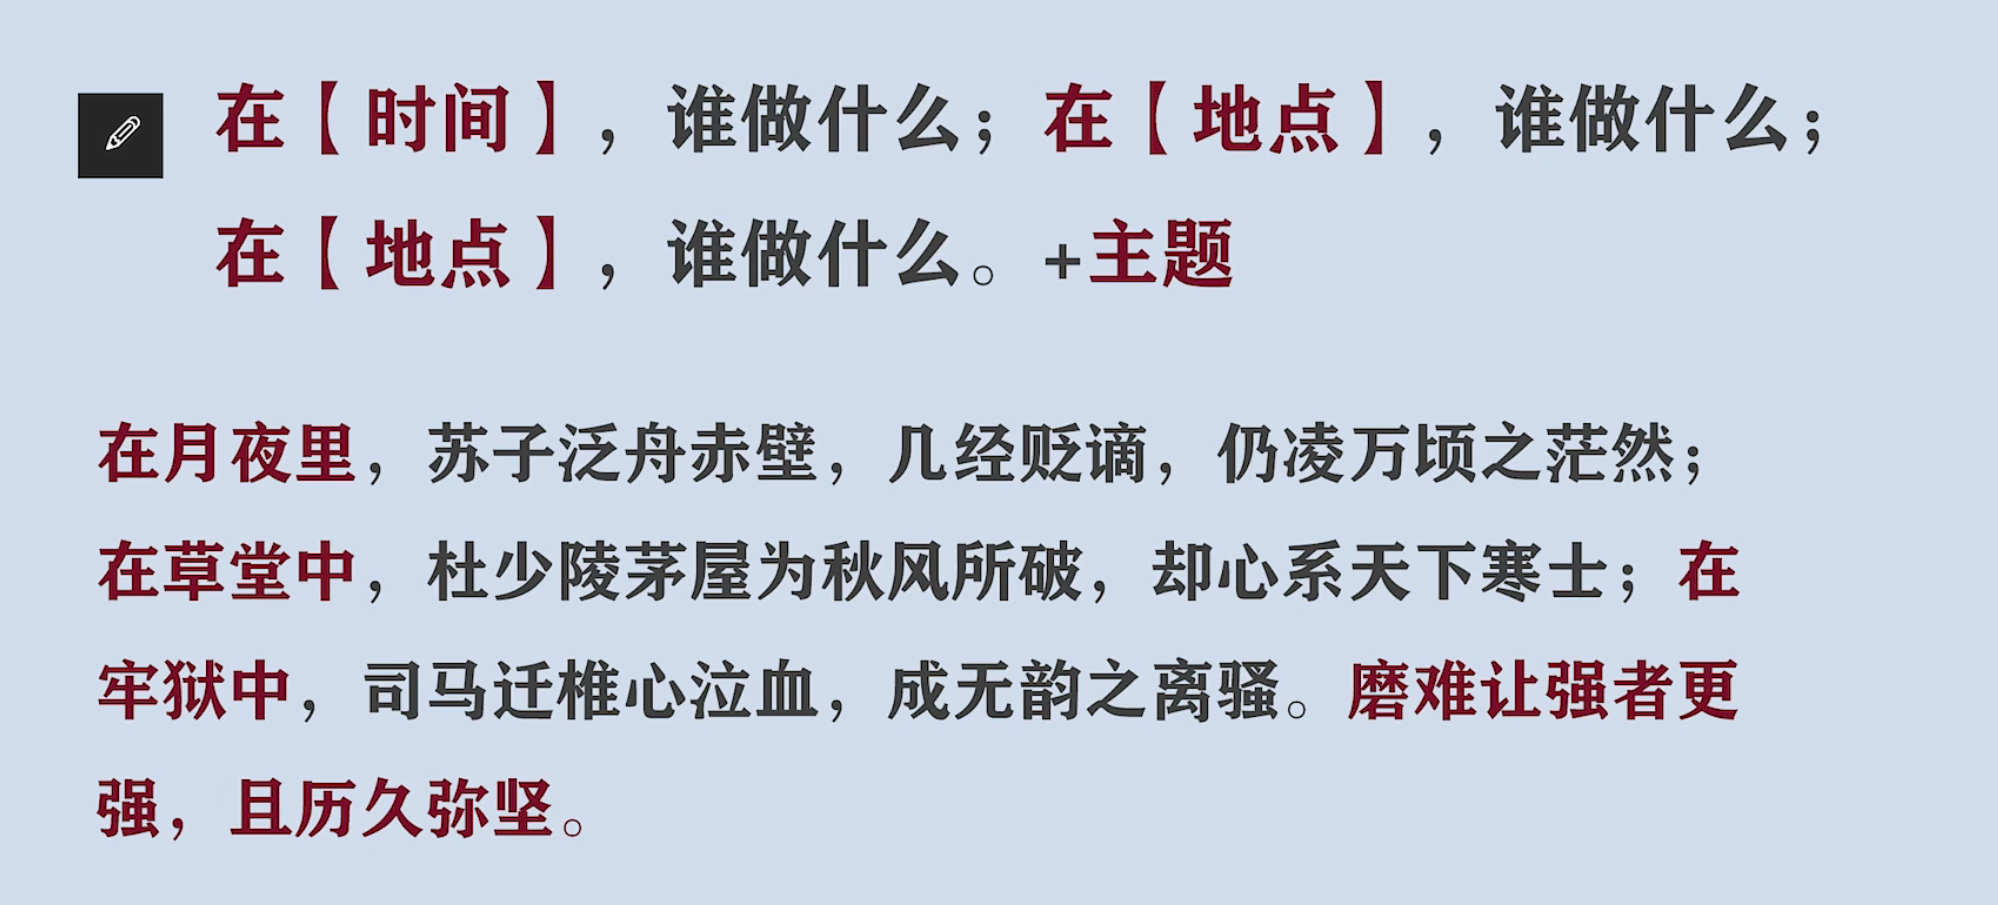 在【时间】，谁做什么；在【地点】，谁做什么；
在【地点】，谁做什么。+主题
在月夜里，苏子泛舟赤壁，几经贬谪，仍凌万顷之茫然；
在草堂中，杜少陵茅屋为秋风所破，却心系天下寒士；在
牢狱中，司马迁椎心泣血，成无韵之离骚。磨难让强者更
强，且历久弥坚。